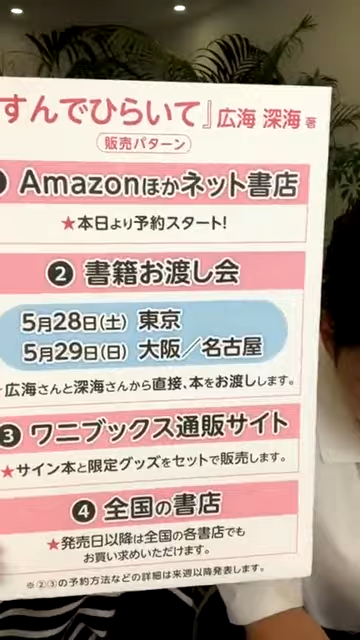 すんでひらいて』広海 深海 著
販売パターン
Amazonほかネット書店
★本日より予約スタート!
❷ 書籍お渡し会
5月28日(土) 東京
5月29日(日) 大阪／名古屋
広海さんと深海さんから直接、本をお渡しします。
❸ ワニブックス通販サイト
★サイン本と限定グッズをセットで販売します。
❹ 全国の書店
★発売日以降は全国の各書店でも
お買い求めいただけます。
※②③の予約方法などの詳細は来週以降発表します。